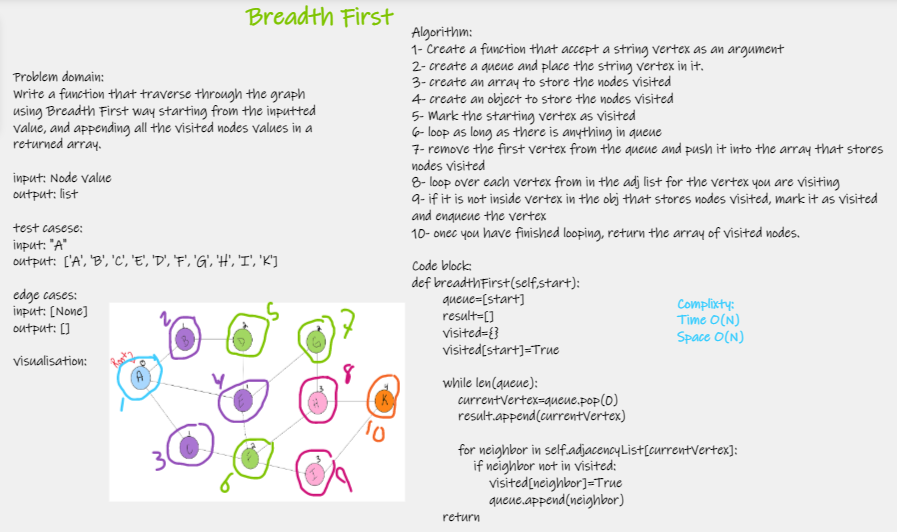 Breadth First
Problem domain:
Write a function that traverse through the graph
using Breadth First way starting from the inputted
value, and appending all the visited nodes values in a
returned array.
input: Node value
output: list
test casese:
input: "A"
output: ['A', 'B', 'C', 'E', 'D', 'F', 'G', 'H', 'I', 'K']
edge cases:
input: [None]
output: []
visualisation:
2
5
7
B
D
G
0
A
1
4
1
E
8
3
H
4
K
10
3
C
2
F
6
3
I
9
Algorithm:
1- Create a function that accept a string vertex as an argument
2- create a queue and place the string vertex in it.
3- create an array to store the nodes visited
4- create an object to store the nodes visited
5- Mark the starting vertex as visited
6- loop as long as there is anything in queue
7- remove the first vertex from the queue and push it into the array that stores
nodes visited
8- loop over each vertex from in the adj list for the vertex you are visiting
9- if it is not inside vertex in the obj that stores nodes visited, mark it as visited
and enqueue the vertex
10- onec you have finished looping, return the array of visited nodes.
Code block:
def breadthFirst(self,start):
queue=[start]
result=[]
visited={}
visited[start]=True
while len(queue):
currentVertex=queue.pop(0)
result.append(currentVertex)
for neighbor in self.adjacencyList[currentVertex]:
if neighbor not in visited:
visited[neighbor]=True
queue.append(neighbor)
return
Complixty:
Time O(N)
Space O(N)